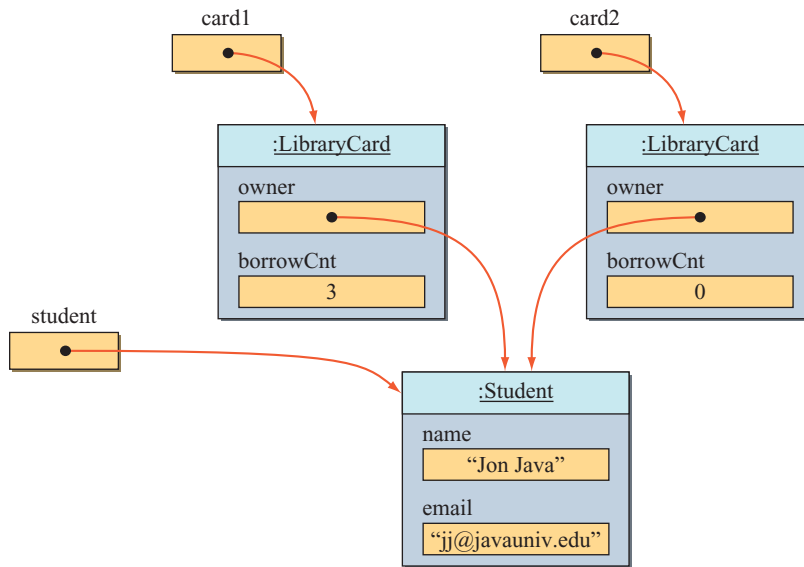 card1
card2
:LibraryCard
owner
borrowCnt
3
:LibraryCard
owner
borrowCnt
0
student
:Student
name
“Jon Java”
email
“jj@javauniv.edu”